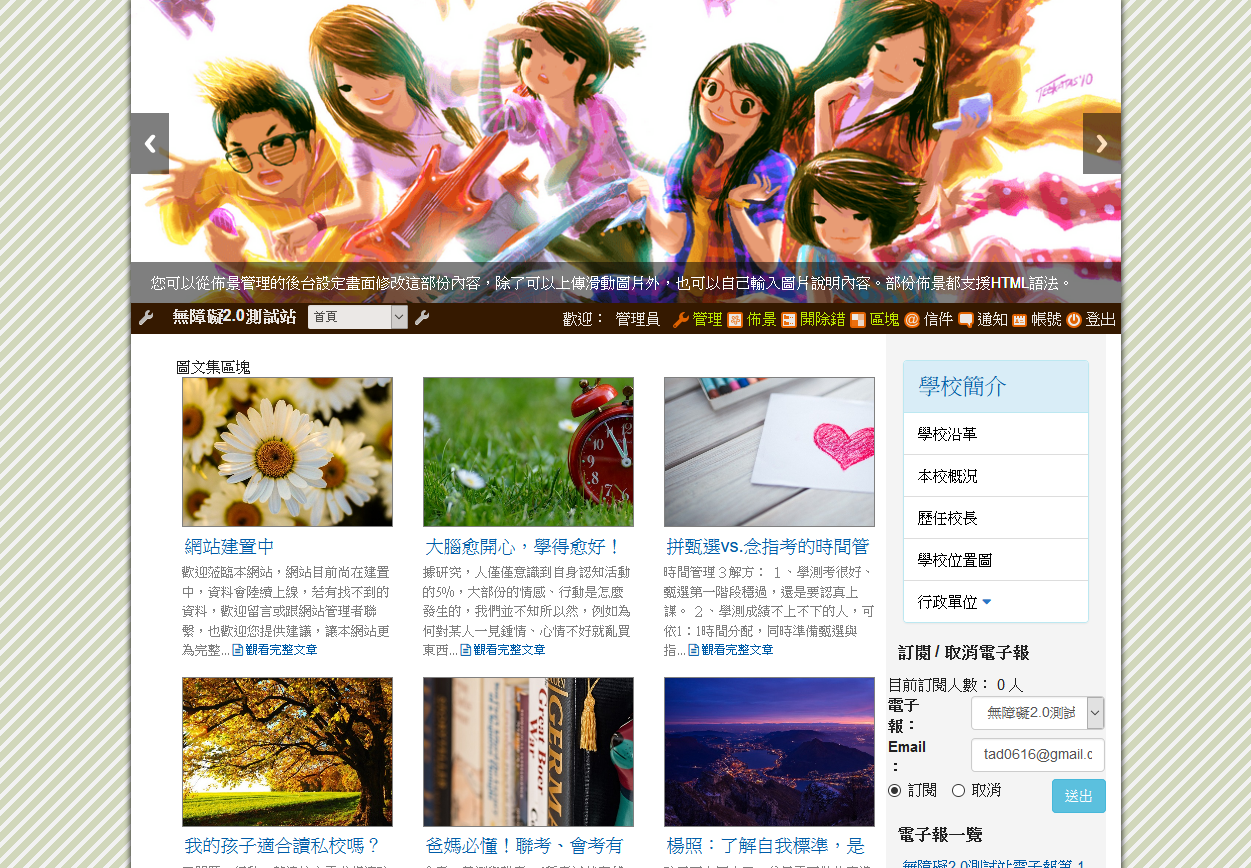 您可以從佈景管理的後台設定畫面修改這部份內容，除了可以上傳滑動圖片外，也可以自己輸入圖片說明內容。部份佈景都支援HTML語法。
無障礙2.0測試站 首頁 歡迎： 管理員 管理 佈景 開除錯 區塊 信件 通知 帳號 登出
圖文集區塊
網站建置中
歡迎蒞臨本網站，網站目前尚在建置
中，資料會陸續上線，若有找不到的
資料，歡迎留言或跟網站管理者聯
繫，也歡迎您提供建議，讓本網站更
為完整...觀看完整文章
大腦愈開心，學得愈好！
據研究，人僅僅意識到自身認知活動
的5%，大部份的情感、行動是怎麼
發生的，我們並不知所以然，例如為
何對某人一見鍾情、心情不好就亂買
東西...觀看完整文章
拼甄選vs.念指考的時間管
時間管理３解方： １、學測考很好、
甄選第一階段穩過，還是要認真上
課。 ２、學測成績不上不下的人，可
依1：1時間分配，同時準備甄選與
指...觀看完整文章
我的孩子適合讀私校嗎？
爸媽必懂！聯考、會考有
楊照：了解自我標準，是
學校簡介
學校沿革
本校概況
歷任校長
學校位置圖
行政單位
訂閱 / 取消電子報
目前訂閱人數： 0 人
電子
報：
無障礙2.0測試
Email
：
tad0616@gmail.c
訂閱 取消
送出
電子報一覽
無障礙2.0測試站電子報第 1